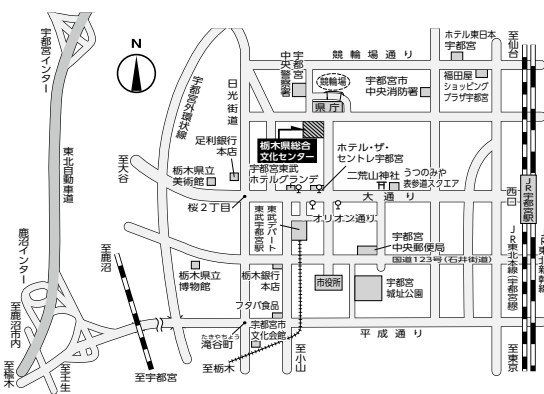 至仙台
ホテル東日本
宇都宮
競輪場通り
宇都宮
中央警察署
競輪場
宇都宮市
中央消防署
福田屋
ショッピング
プラザ宇都宮
宇都宮インター
N
宇都宮外環状線
日光街道
県庁
足利銀行
本店
栃木県総合
文化センター
ホテル・ザ・
セントレ宇都宮
東北自動車道
至大谷
栃木県立
美術館
宇都宮東武
ホテルグランデ
二荒山神社
うつのみや
表参道スクエア
大通り
西口
JR宇都宮駅
桜2丁目
オリオン通り
東武デパート
東武宇都宮駅
鹿沼インター
至鹿沼
宇都宮
中央郵便局
国道123号(石井街道)
JR東北本線(宇都宮線)
JR東北新幹線
栃木県立
博物館
栃木銀行
本店
市役所
宇都宮
城址公園
フタバ食品
宇都宮市
文化会館
たきやちょう
滝谷町
平成通り
至鹿沼市内
至栃木
至壬生
至宇都宮
至栃木
至小山
至東京